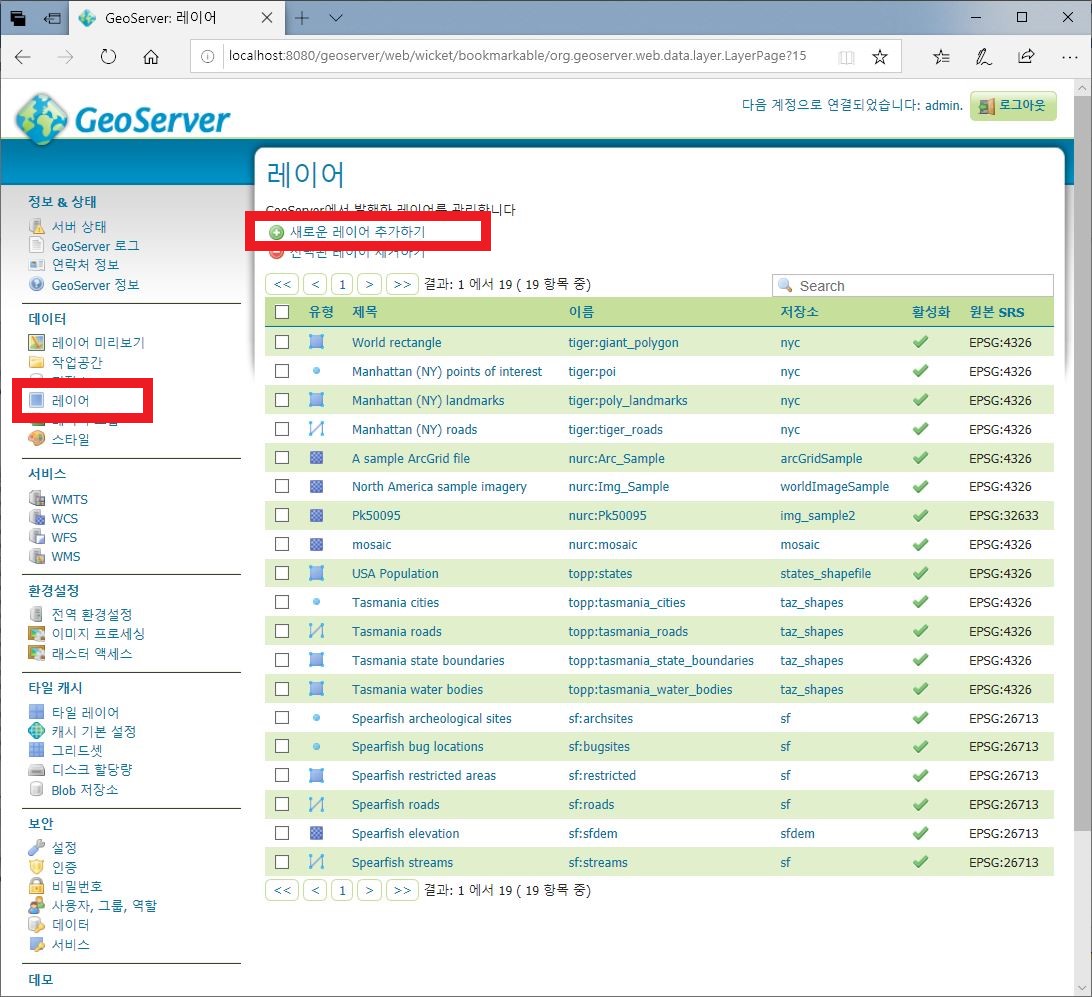 GeoServer: 레이어
localhost:8080/geoserver/web/wicket/bookmarkable/org.geoserver.web.data.layer.LayerPage?15
GeoServer
다음 계정으로 연결되었습니다: admin.
로그아웃
정보 & 상태
서버 상태
GeoServer 로그
연락처 정보
GeoServer 정보
데이터
레이어 미리보기
작업공간
레이어
스타일
서비스
WMTS
WCS
WFS
WMS
환경설정
전역 환경설정
이미지 프로세싱
래스터 액세스
타일 캐시
타일 레이어
캐시 기본 설정
그리드셋
디스크 할당량
Blob 저장소
보안
설정
인증
비밀번호
사용자, 그룹, 역할
데이터
서비스
데모
레이어
GeoServer에서 발행한 레이어를 관리합니다
새로운 레이어 추가하기
선택된 레이어 제거하기
<< < 1 > >> 결과: 1 에서 19 ( 19 항목 중)
Search
유형 제목 이름 저장소 활성화 원본 SRS
World rectangle tiger:giant_polygon nyc EPSG:4326
Manhattan (NY) points of interest tiger:poi nyc EPSG:4326
Manhattan (NY) landmarks tiger:poly_landmarks nyc EPSG:4326
Manhattan (NY) roads tiger:tiger_roads nyc EPSG:4326
A sample ArcGrid file nurc:Arc_Sample arcGridSample EPSG:4326
North America sample imagery nurc:Img_Sample worldImageSample EPSG:4326
Pk50095 nurc:Pk50095 img_sample2 EPSG:32633
mosaic nurc:mosaic mosaic EPSG:4326
USA Population topp:states states_shapefile EPSG:4326
Tasmania cities topp:tasmania_cities taz_shapes EPSG:4326
Tasmania roads topp:tasmania_roads taz_shapes EPSG:4326
Tasmania state boundaries topp:tasmania_state_boundaries taz_shapes EPSG:4326
Tasmania water bodies topp:tasmania_water_bodies taz_shapes EPSG:4326
Spearfish archeological sites sf:archsites sf EPSG:26713
Spearfish bug locations sf:bugsites sf EPSG:26713
Spearfish restricted areas sf:restricted sf EPSG:26713
Spearfish roads sf:roads sf EPSG:26713
Spearfish elevation sf:sfdem sfdem EPSG:26713
Spearfish streams sf:streams sf EPSG:26713
<< < 1 > >> 결과: 1 에서 19 ( 19 항목 중)